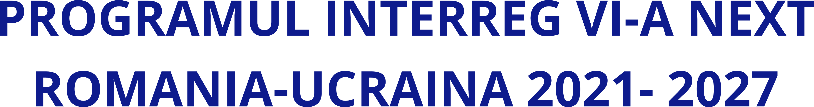 PROGRAMUL INTERREG VI-A NEXT
ROMANIA-UCRAINA 2021- 2027